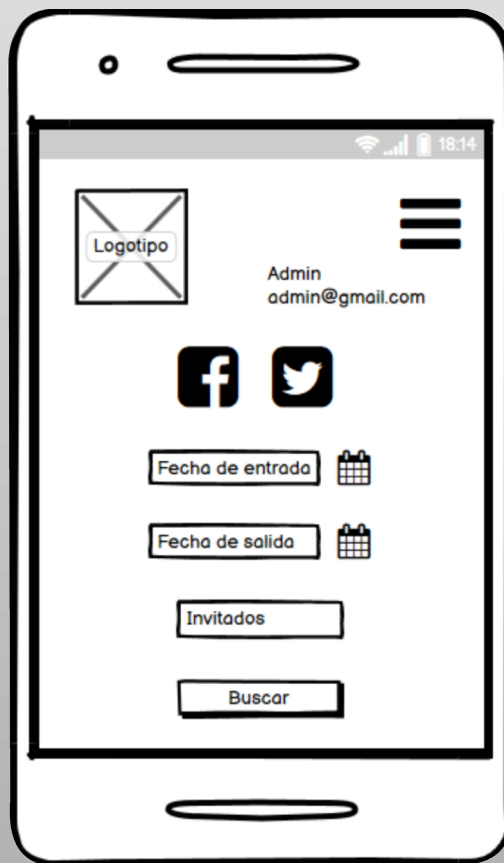 18:14
Logotipo
Admin
admin@gmail.com
Fecha de entrada
Fecha de salida
Invitados
Buscar